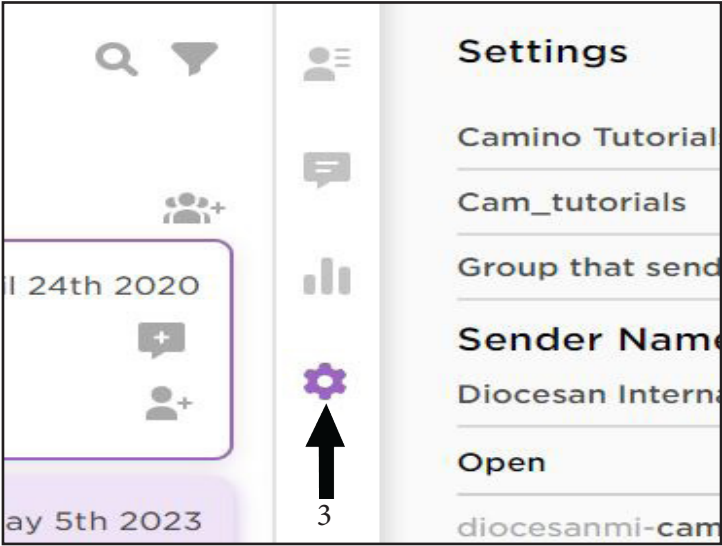 Settings
Camino Tutorials
Cam_tutorials
Group that send
il 24th 2020
Sender Name
Diocesan Interna
Open
ay 5th 2023
3
diocesanmi-cam